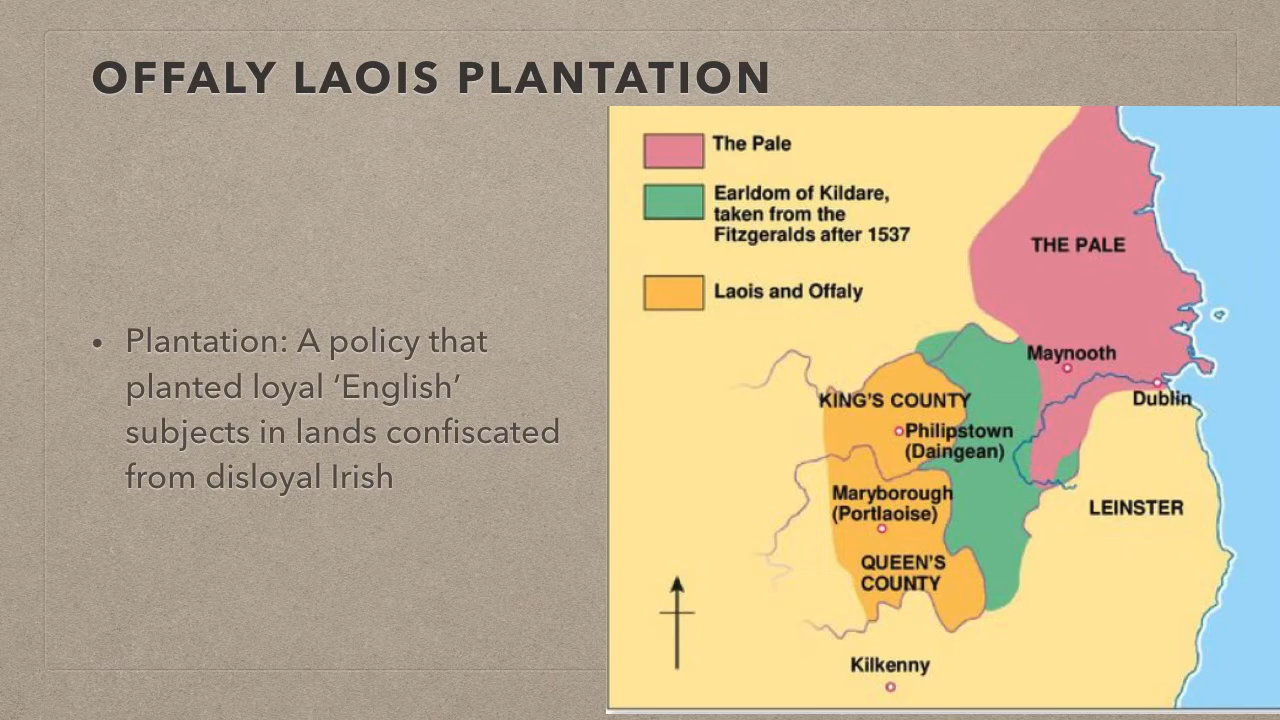 OFFALY LAOIS PLANTATION
• Plantation: A policy that
planted loyal ‘English’
subjects in lands confiscated
from disloyal Irish
The Pale
Earldom of Kildare,
taken from the
Fitzgeralds after 1537
Laois and Offaly
THE PALE
Maynooth
Dublin
KING'S COUNTY
Philipstown
(Daingean)
Maryborough
(Portlaoise)
LEINSTER
QUEEN'S
COUNTY
Kilkenny